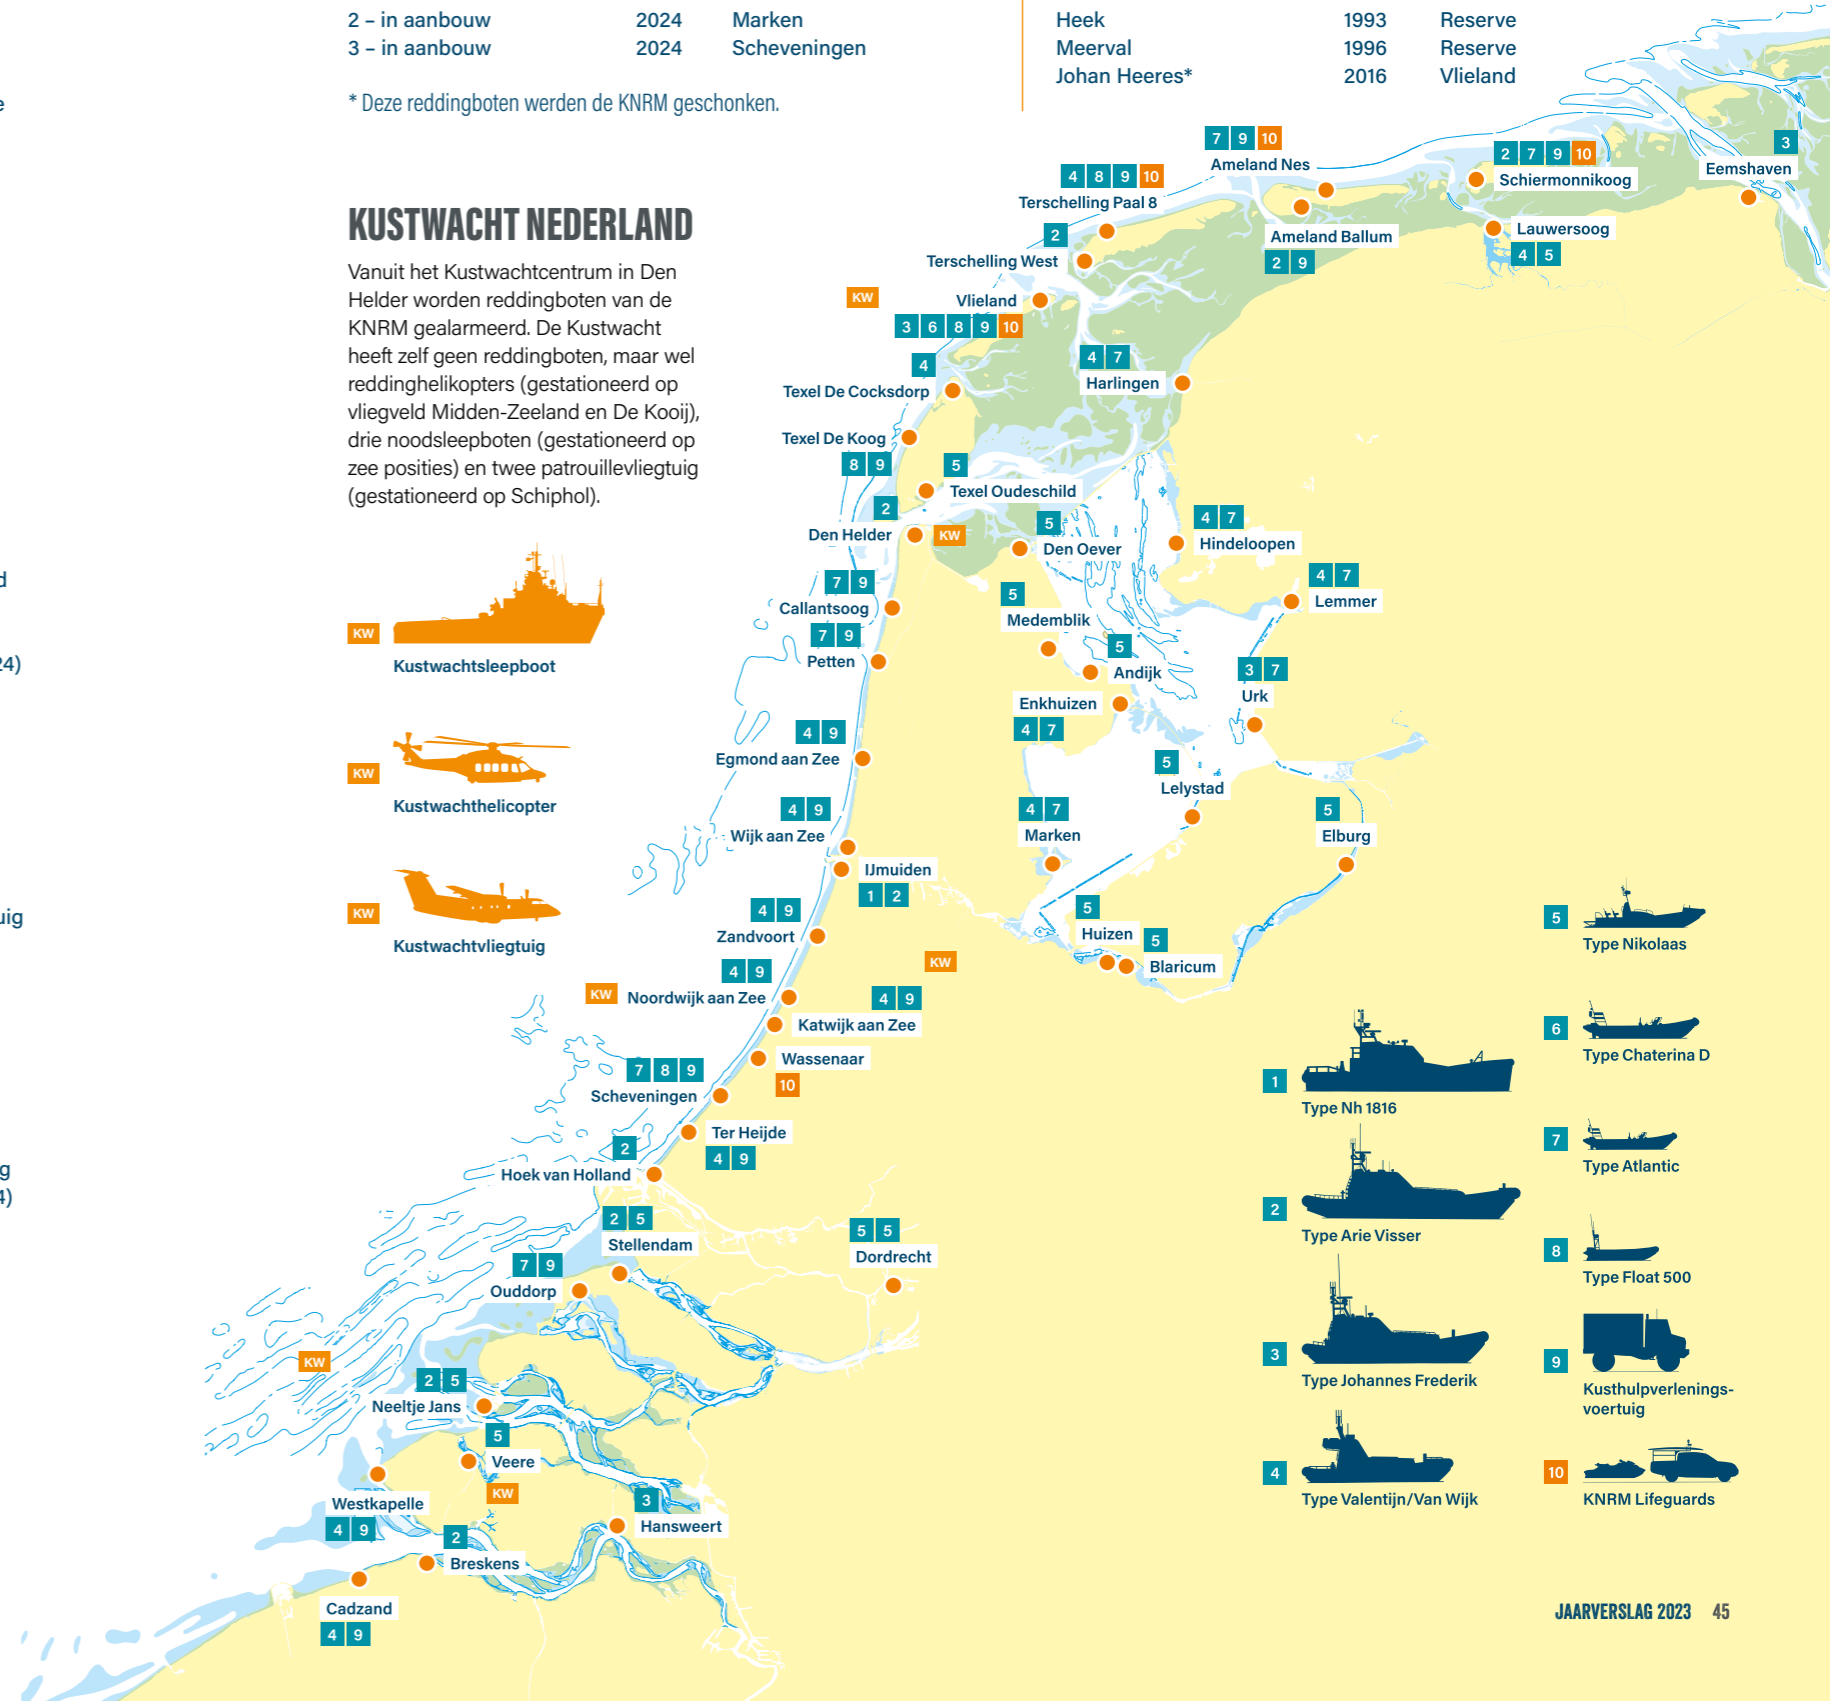 2 – in aanbouw 2024 Marken
3 – in aanbouw 2024 Scheveningen
* Deze reddingboten werden de KNRM geschonken.
Heek 1993 Reserve
Meerval 1996 Reserve
Johan Heeres* 2016 Vlieland
e
d
24)
uig
g
4)
KUSTWACHT NEDERLAND
Vanuit het Kustwachtcentrum in Den
Helder worden reddingboten van de
KNRM gealarmeerd. De Kustwacht
heeft zelf geen reddingboten, maar wel
reddinghelikopters (gestationeerd op
vliegveld Midden-Zeeland en De Kooij),
drie noodsleepboten (gestationeerd op
zee posities) en twee patrouillevliegtuig
(gestationeerd op Schiphol).
KW
Kustwachtsleepboot
KW
Kustwachthelicopter
KW
Kustwachtvliegtuig
3
Eemshaven
2 7 9 10
Schiermonnikoog
Lauwersoog
4 5
7 9 10
Ameland Nes
Ameland Ballum
2 9
4 8 9 10
Terschelling Paal 8
2
Terschelling West
KW
Vlieland
3 6 8 9 10
4 7
Harlingen
4
Texel De Cocksdorp
Texel De Koog
8 9
5
Texel Oudeschild
2
Den Helder
KW
5
Den Oever
4 7
Hindeloopen
4 7
Lemmer
7 9
Callantsoog
7 9
Petten
5
Medemblik
5
Andijk
Enkhuizen
4 7
3 7
Urk
4 9
Egmond aan Zee
5
Lelystad
4 9
Wijk aan Zee
4 7
Marken
5
Elburg
IJmuiden
1 2
4 9
Zandvoort
5
Huizen
5
Blaricum
KW
4 9
KW
Noordwijk aan Zee
4 9
Katwijk aan Zee
Wassenaar
10
7 8 9
Scheveningen
Ter Heijde
4 9
2
Hoek van Holland
2 5
Stellendam
5 5
Dordrecht
7 9
Ouddorp
KW
2 5
Neeltje Jans
5
Veere
KW
Westkapelle
4 9
3
Hansweert
2
Breskens
Cadzand
4 9
1
Type Nh 1816
2
Type Arie Visser
3
Type Johannes Frederik
4
Type Valentijn/Van Wijk
5
Type Nikolaas
6
Type Chaterina D
7
Type Atlantic
8
Type Float 500
9
Kusthulpverlenings-
voertuig
10
KNRM Lifeguards
JAARVERSLAG 2023 45